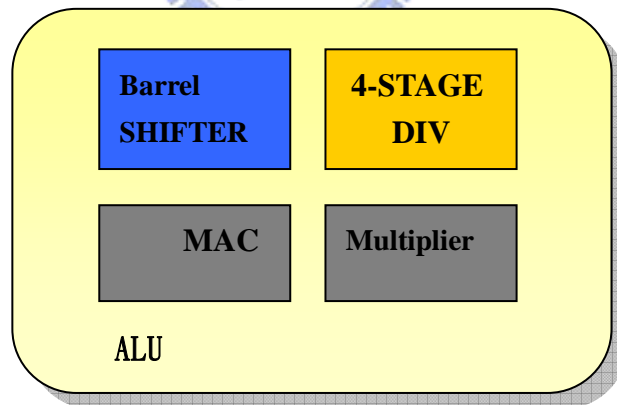 Barrel
SHIFTER
4-STAGE
DIV
MAC
Multiplier
ALU